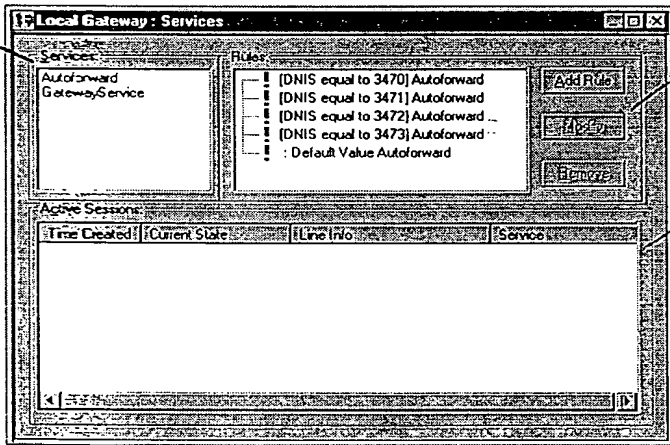 Local Gateway : Services
Services:
Autoforward
GatewayService
Rules:
[DNIS equal to 3470] Autoforward
[DNIS equal to 3471] Autoforward
[DNIS equal to 3472] Autoforward
[DNIS equal to 3473] Autoforward
: Default Value Autoforward
Add Rule
Modify
Remove
Active Sessions:
Time Created Current State Line Info Service